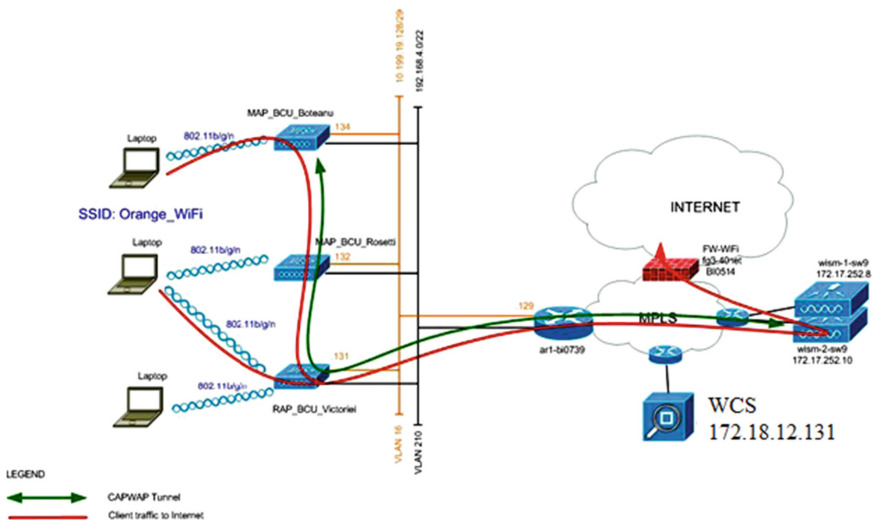 10.199.19.128/29
192.168.4.0/22
MAP_BCU_Boteanu
134
802.11b/g/n
Laptop
SSID: Orange_WiFi
INTERNET
Laptop
802.11b/g/n
MAP_BCU_Rosetti
132
FW-WiFi
BI0514
wism-1-sw9
172.17.252.8
129
MPLS
802.11b/g/n
ar1-bi0739
wism-2-sw9
172.17.252.10
131
Laptop
802.11b/g/n
RAP_BCU_Victoriei
WCS
172.18.12.131
VLAN 16
VLAN 210
LEGEND
CAPWAP Tunnel
Client traffic to Internet